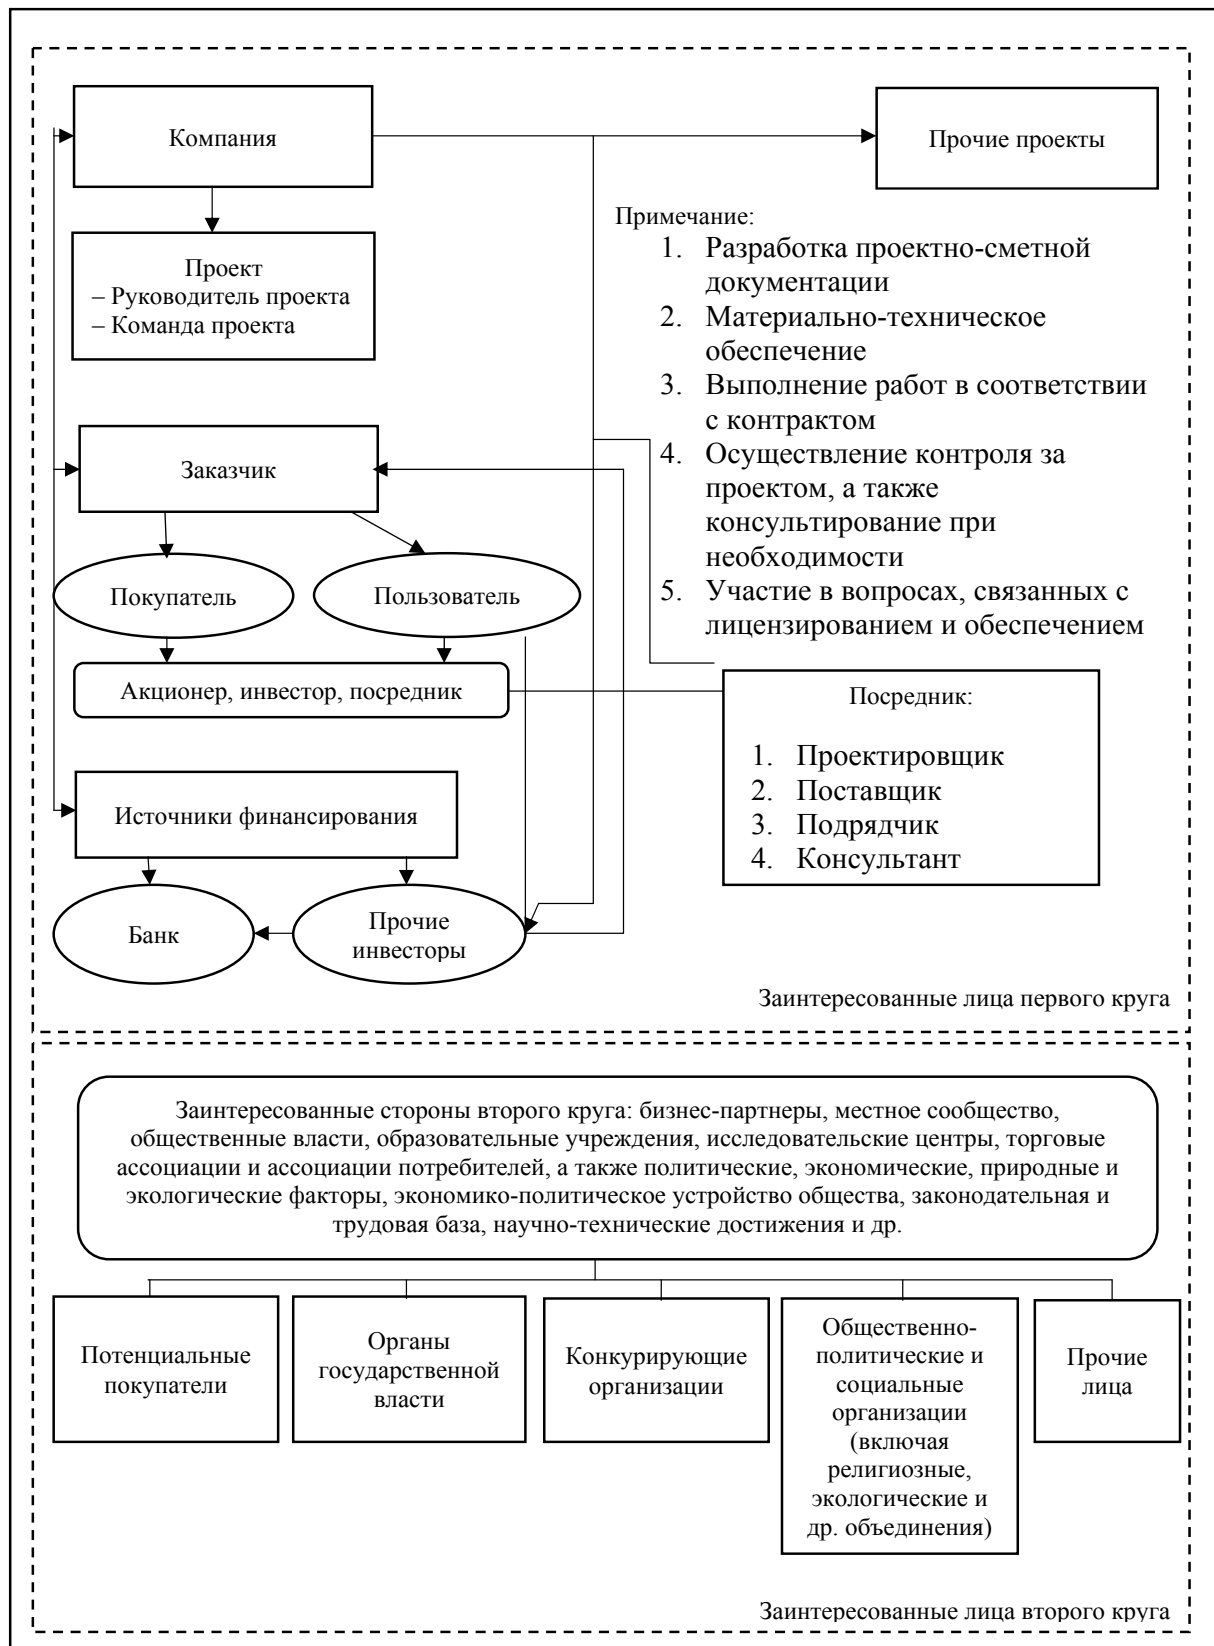 Компания
Прочие проекты
Проект
– Руководитель проекта
– Команда проекта
Примечание:
1. Разработка проектно-сметной
документации
2. Материально-техническое
обеспечение
3. Выполнение работ в соответствии
с контрактом
4. Осуществление контроля за
проектом, а также
консультирование при
необходимости
5. Участие в вопросах, связанных с
лицензированием и обеспечением
Заказчик
Покупатель
Пользователь
Акционер, инвестор, посредник
Посредник:
1. Проектировщик
2. Поставщик
3. Подрядчик
4. Консультант
Источники финансирования
Банк
Прочие
инвесторы
Заинтересованные лица первого круга
Заинтересованные стороны второго круга: бизнес-партнеры, местное сообщество,
общественные власти, образовательные учреждения, исследовательские центры, торговые
ассоциации и ассоциации потребителей, а также политические, экономические, природные и
экологические факторы, экономико-политическое устройство общества, законодательная и
трудовая база, научно-технические достижения и др.
Потенциальные
покупатели
Органы
государственной
власти
Конкурирующие
организации
Общественно-
политические и
социальные
организации
(включая
религиозные,
экологические и
др. объединения)
Прочие
лица
Заинтересованные лица второго круга